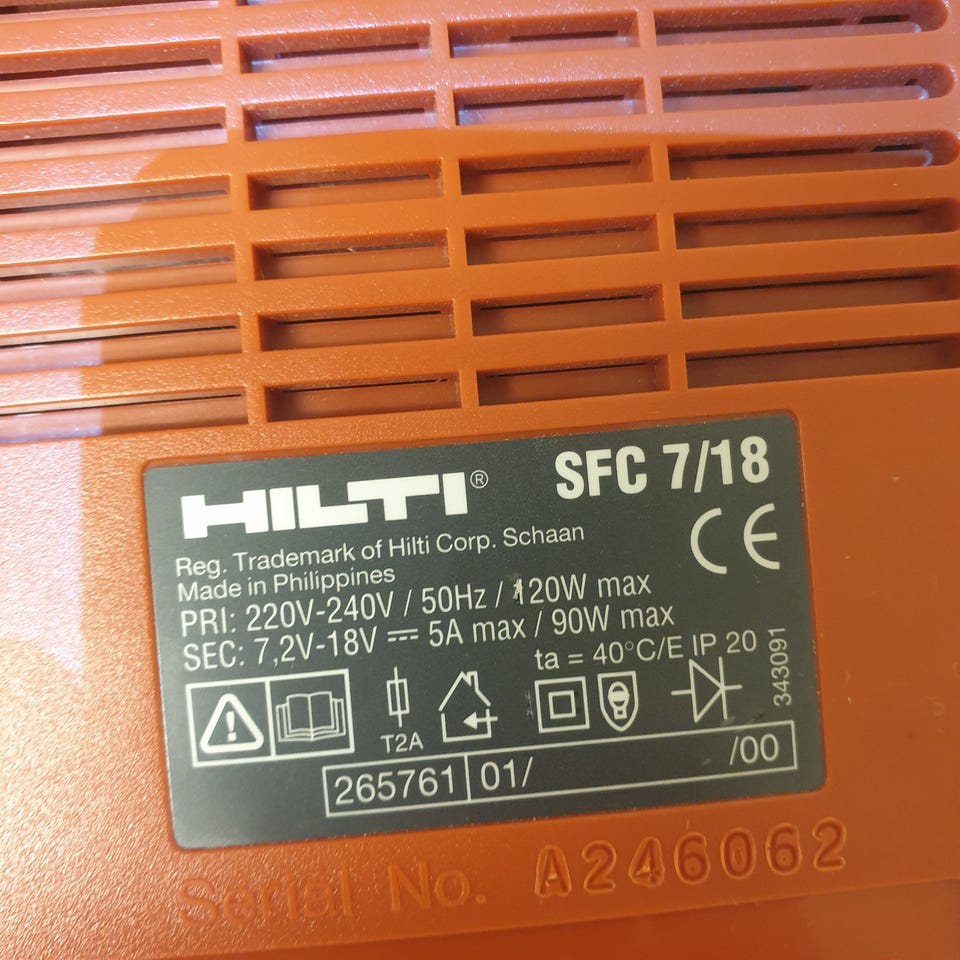 HILTI® SFC 7/18
Reg. Trademark of Hilti Corp. Schaan
Made in Philippines
CE
PRI: 220V-240V / 50Hz / 120W max
SEC: 7,2V-18V ⎓ 5A max / 90W max
ta = 40°C/E IP 20
343091
T2A
265761 01/ /00
Serial No. A246062